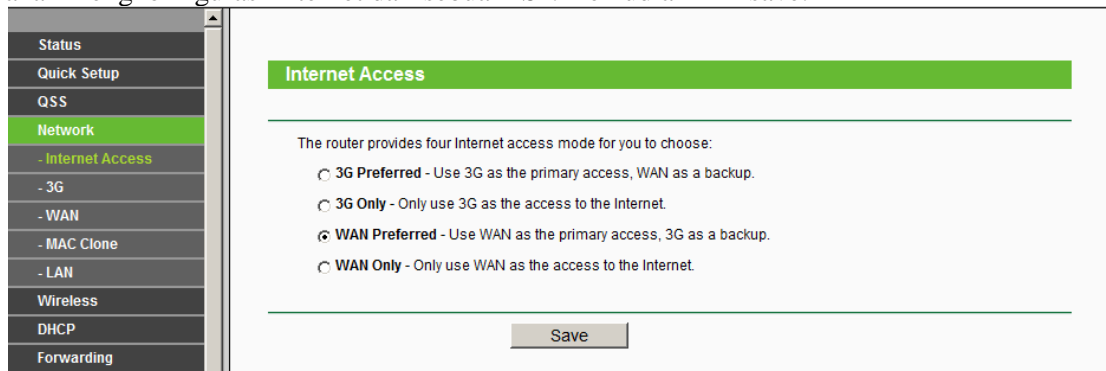 Status
Quick Setup
QSS
Network
- Internet Access
- 3G
- WAN
- MAC Clone
- LAN
Wireless
DHCP
Forwarding
Internet Access
The router provides four Internet access mode for you to choose:
3G Preferred - Use 3G as the primary access, WAN as a backup.
3G Only - Only use 3G as the access to the Internet.
WAN Preferred - Use WAN as the primary access, 3G as a backup.
WAN Only - Only use WAN as the access to the Internet.
Save